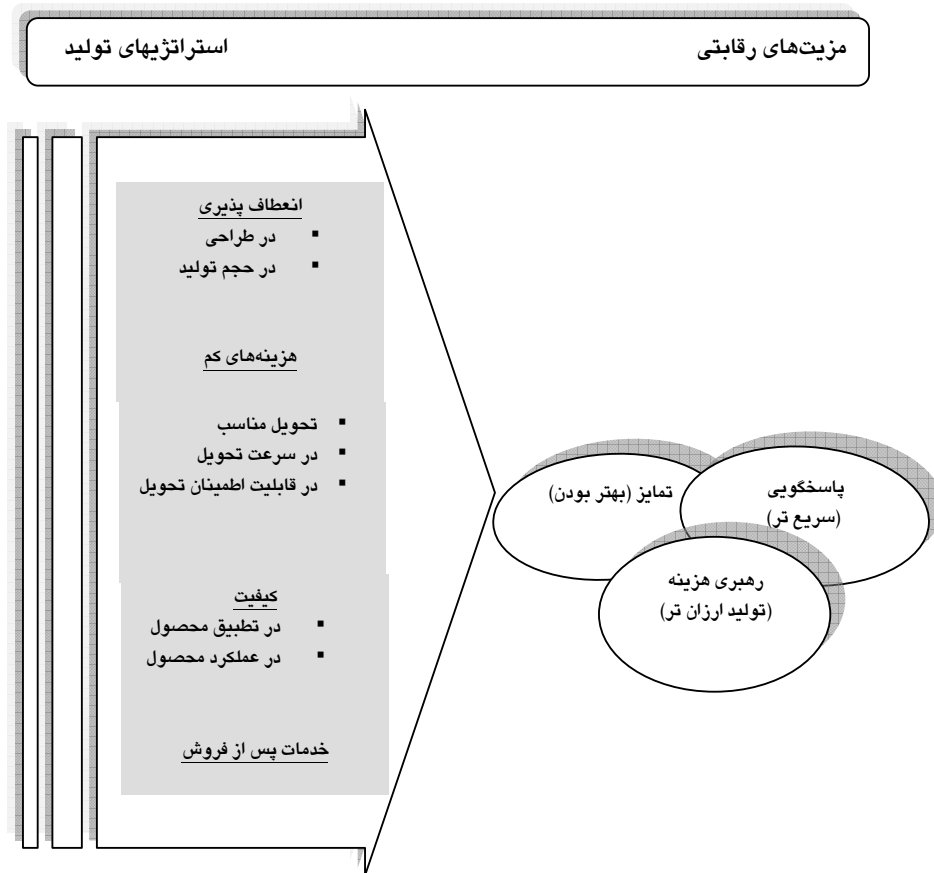 مزیت‌های رقابتی
استراتژیهای تولید
انعطاف پذیری
▪ در طراحی
▪ در حجم تولید
هزینه‌های کم
▪ تحویل مناسب
▪ در سرعت تحویل
▪ در قابلیت اطمینان تحویل
کیفیت
▪ در تطبیق محصول
▪ در عملکرد محصول
خدمات پس از فروش
پاسخگویی
(سریع تر)
تمایز (بهتر بودن)
رهبری هزینه
(تولید ارزان تر)